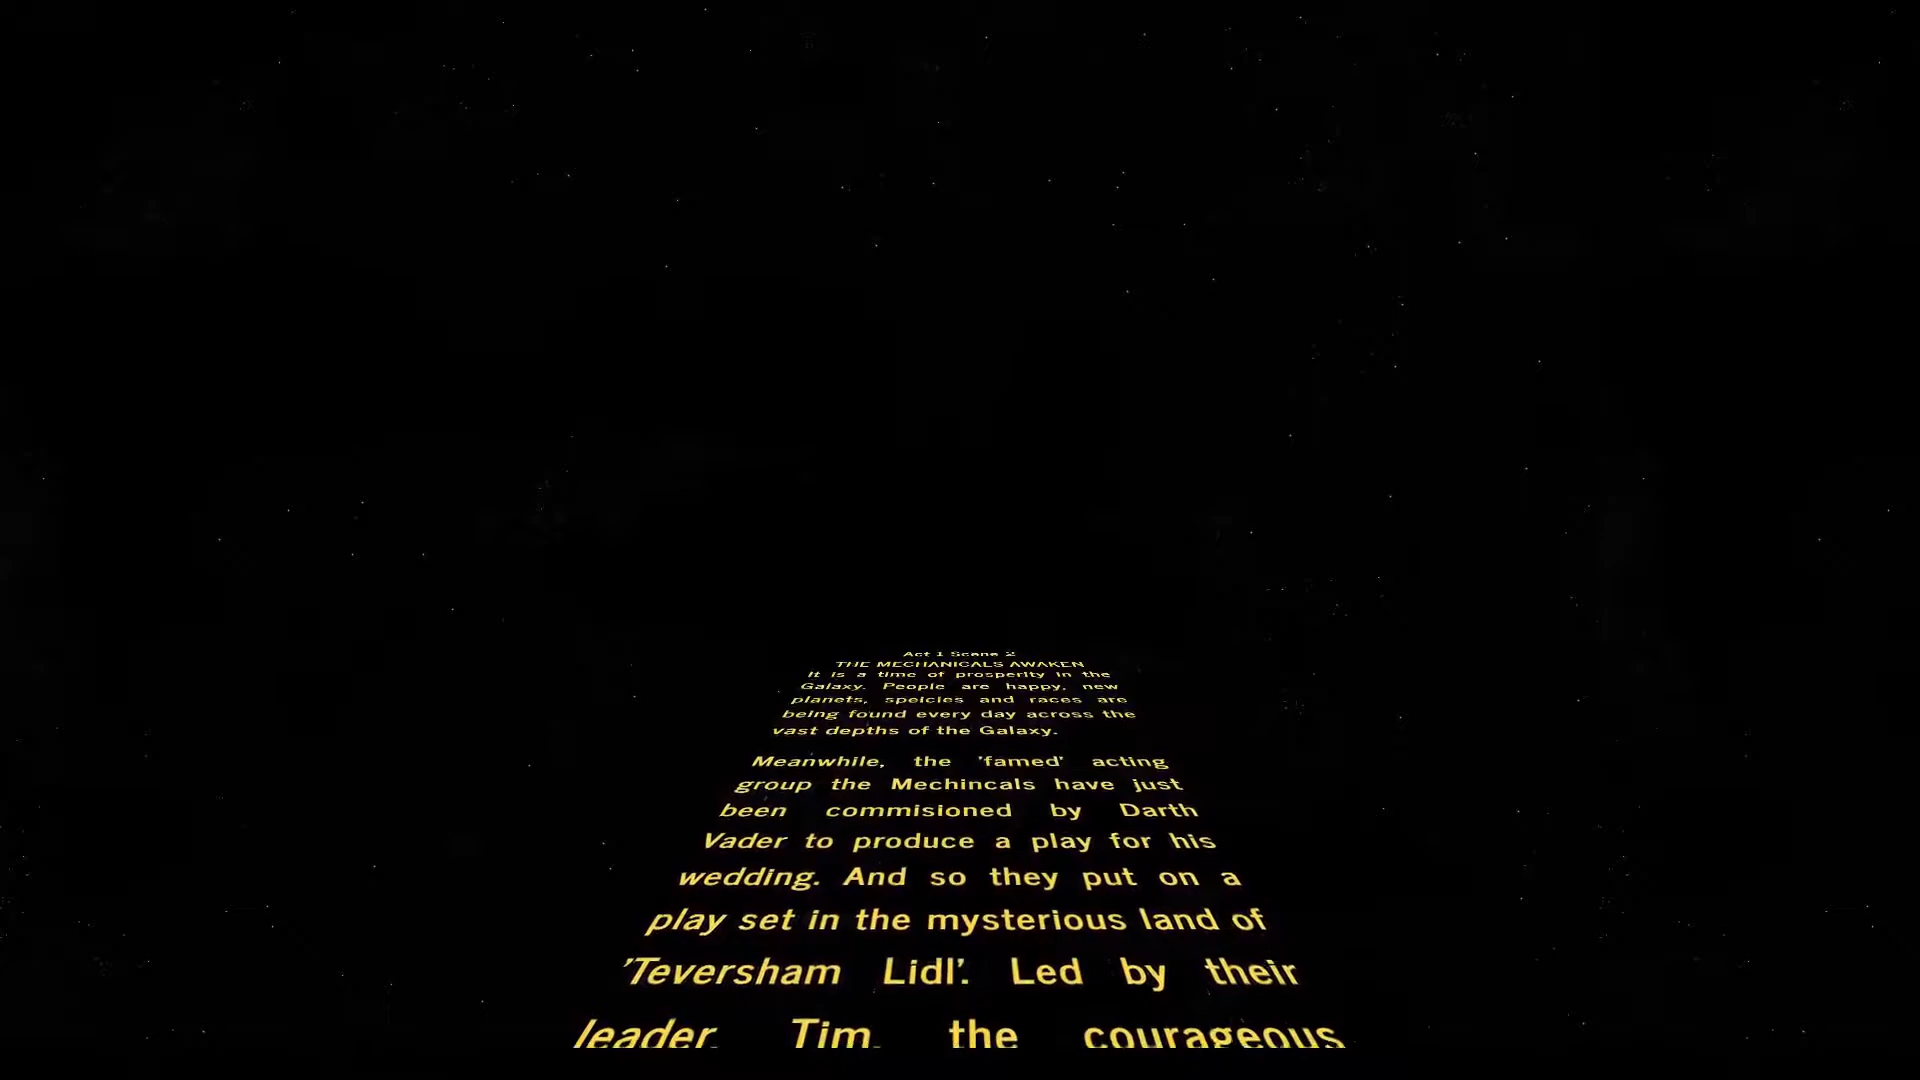 Act 1 Scene 2
THE MECHANICALS AWAKEN
It is a time of prosperity in the
Galaxy. People are happy, new
planets, speicies and races are
being found every day across the
vast depths of the Galaxy.
Meanwhile, the 'famed' acting
group the Mechincals have just
been commisioned by Darth
Vader to produce a play for his
wedding. And so they put on a
play set in the mysterious land of
'Teversham Lidl'. Led by their
leader, Tim, the courageous